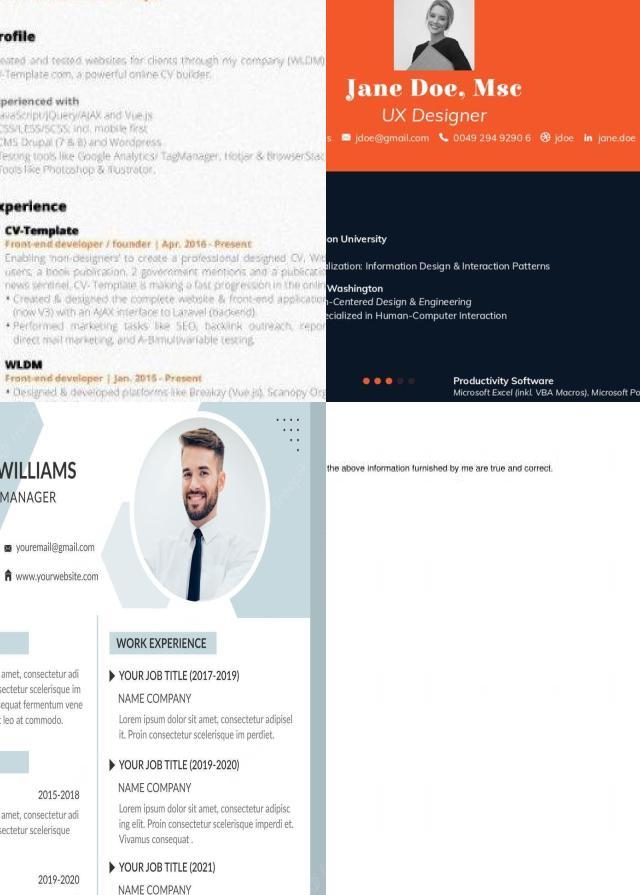 rofile
eated and tested websites for clients through my company (WLDM)
V-Template.com, a powerful online CV builder.
xperienced with
avaScript/jQuery/AJAX and Vue.js
CSS/LESS/SCSS; incl. mobile first
CMS Drupal (7 & 8) and Wordpress
Testing tools like Google Analytics/ TagManager, Hotjar & BrowserStac
Tools like Photoshop & Illustrator.
xperience
CV-Template
Front-end developer / founder | Apr. 2016 - Present
Enabling 'non-designers' to create a professional designed CV. Wit
users, a book publication, 2 government mentions and a publicatio
news sentinel, CV- Template is making a fast progression in the onlin
• Created & designed the complete website & front-end application
(now V3) with an AJAX interface to Laravel (backend).
• Performed marketing tasks like SEO, backlink outreach, repor
direct mail marketing, and A-B/multivariable testing.
WLDM
Front-end developer | Jan. 2015 - Present
• Designed & developed platforms like Breakzy (Vue.js), Scanopy Org
Jane Doe, Msc
UX Designer
s jdoe@gmail.com 0049 294 9290 6 jdoe in jane.doe
on University
alization: Information Design & Interaction Patterns
Washington
n-Centered Design & Engineering
ecialized in Human-Computer Interaction
Productivity Software
Microsoft Excel (inkl. VBA Macros), Microsoft Po
WILLIAMS
MANAGER
youremail@gmail.com
www.yourwebsite.com
amet, consectetur adi
sectetur scelerisque im
sequat fermentum vene
t leo at commodo.
2015-2018
amet, consectetur adi
sectetur scelerisque
2019-2020
WORK EXPERIENCE
YOUR JOB TITLE (2017-2019)
NAME COMPANY
Lorem ipsum dolor sit amet, consectetur adipisel
it. Proin consectetur scelerisque im perdiet.
YOUR JOB TITLE (2019-2020)
NAME COMPANY
Lorem ipsum dolor sit amet, consectetur adipisc
ing elit. Proin consectetur scelerisque imperdi et.
Vivamus consequat .
YOUR JOB TITLE (2021)
NAME COMPANY
the above information furnished by me are true and correct.